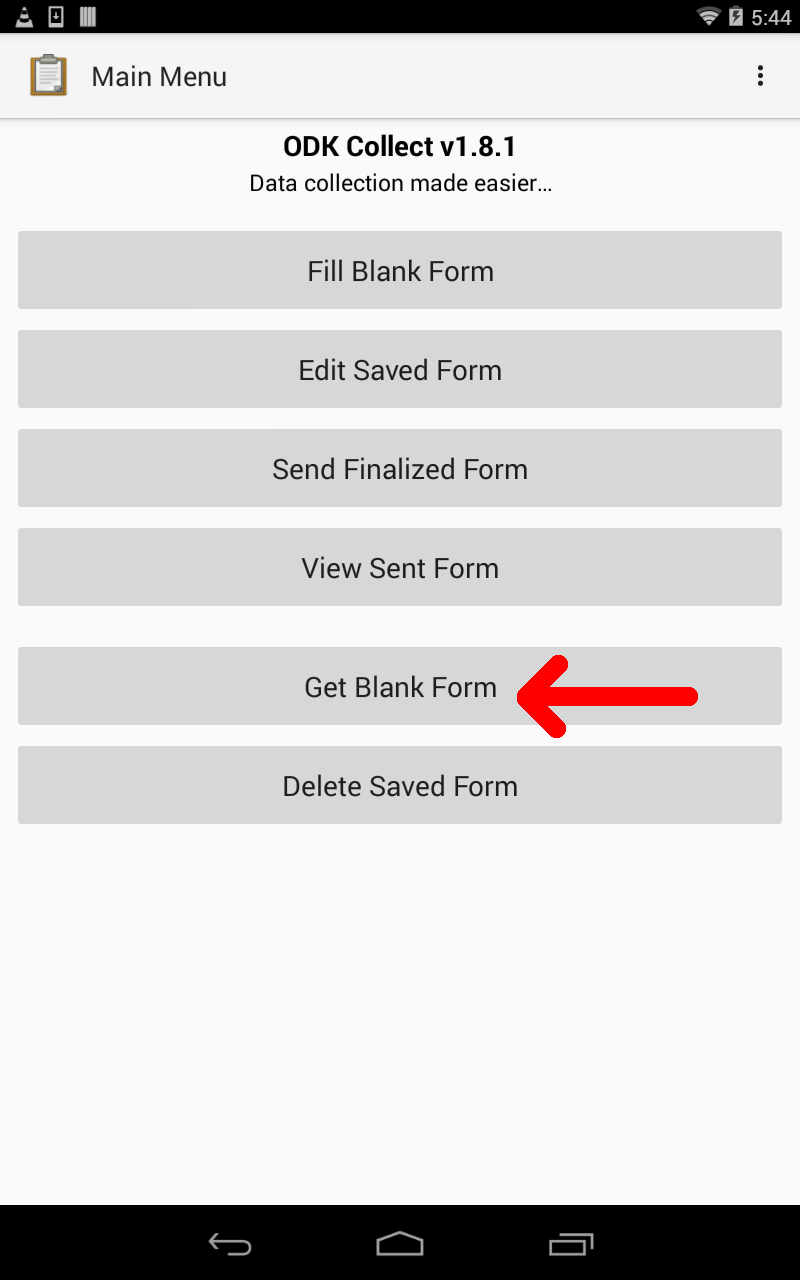 5:44
Main Menu
ODK Collect v1.8.1
Data collection made easier...
Fill Blank Form
Edit Saved Form
Send Finalized Form
View Sent Form
Get Blank Form
Delete Saved Form